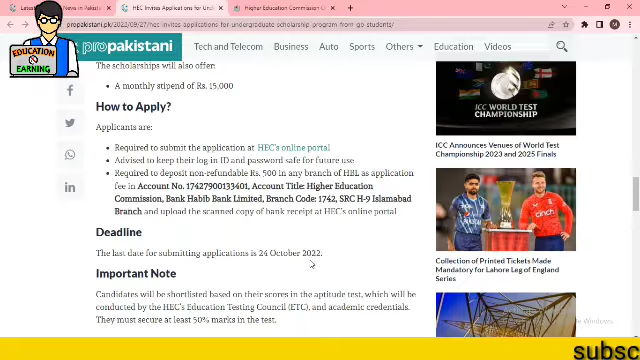 Latest
News in Pakistan
HEC Invites Applications for Und
Higher Education Commission G
propakistani.pk/2022/09/27/hec-invites-applications-for-undergraduate-scholarship-program-from-gb-students/
EDUCATION
EARNING
propakistani
Tech and Telecom
Business
Auto
Sports
Others
Education
Videos
The scholarships will also offer:
• A monthly stipend of Rs. 15,000
How to Apply?
Applicants are:
• Required to submit the application at HEC's online portal
• Advised to keep their log-in ID and password safe for future use
• Required to deposit non-refundable Rs. 500 in any branch of HBL as application
fee in Account No. 17427900133401, Account Title: Higher Education
Commission, Bank Habib Bank Limited, Branch Code: 1742, SRC H-9 Islamabad
Branch and upload the scanned copy of bank receipt at HEC's online portal
Deadline
The last date for submitting applications is 24 October 2022.
Important Note
Candidates will be shortlisted based on their scores in the aptitude test, which will be
conducted by the HEC's Education Testing Council (ETC), and academic credentials.
They must secure at least 50% marks in the test.
ICC WORLD TEST
CHAMPIONSHIP
ICC Announces Venues of World Test
Championship 2023 and 2025 Finals
Collection of Printed Tickets Made
Mandatory for Lahore Leg of England
Series
Windows.
subsc